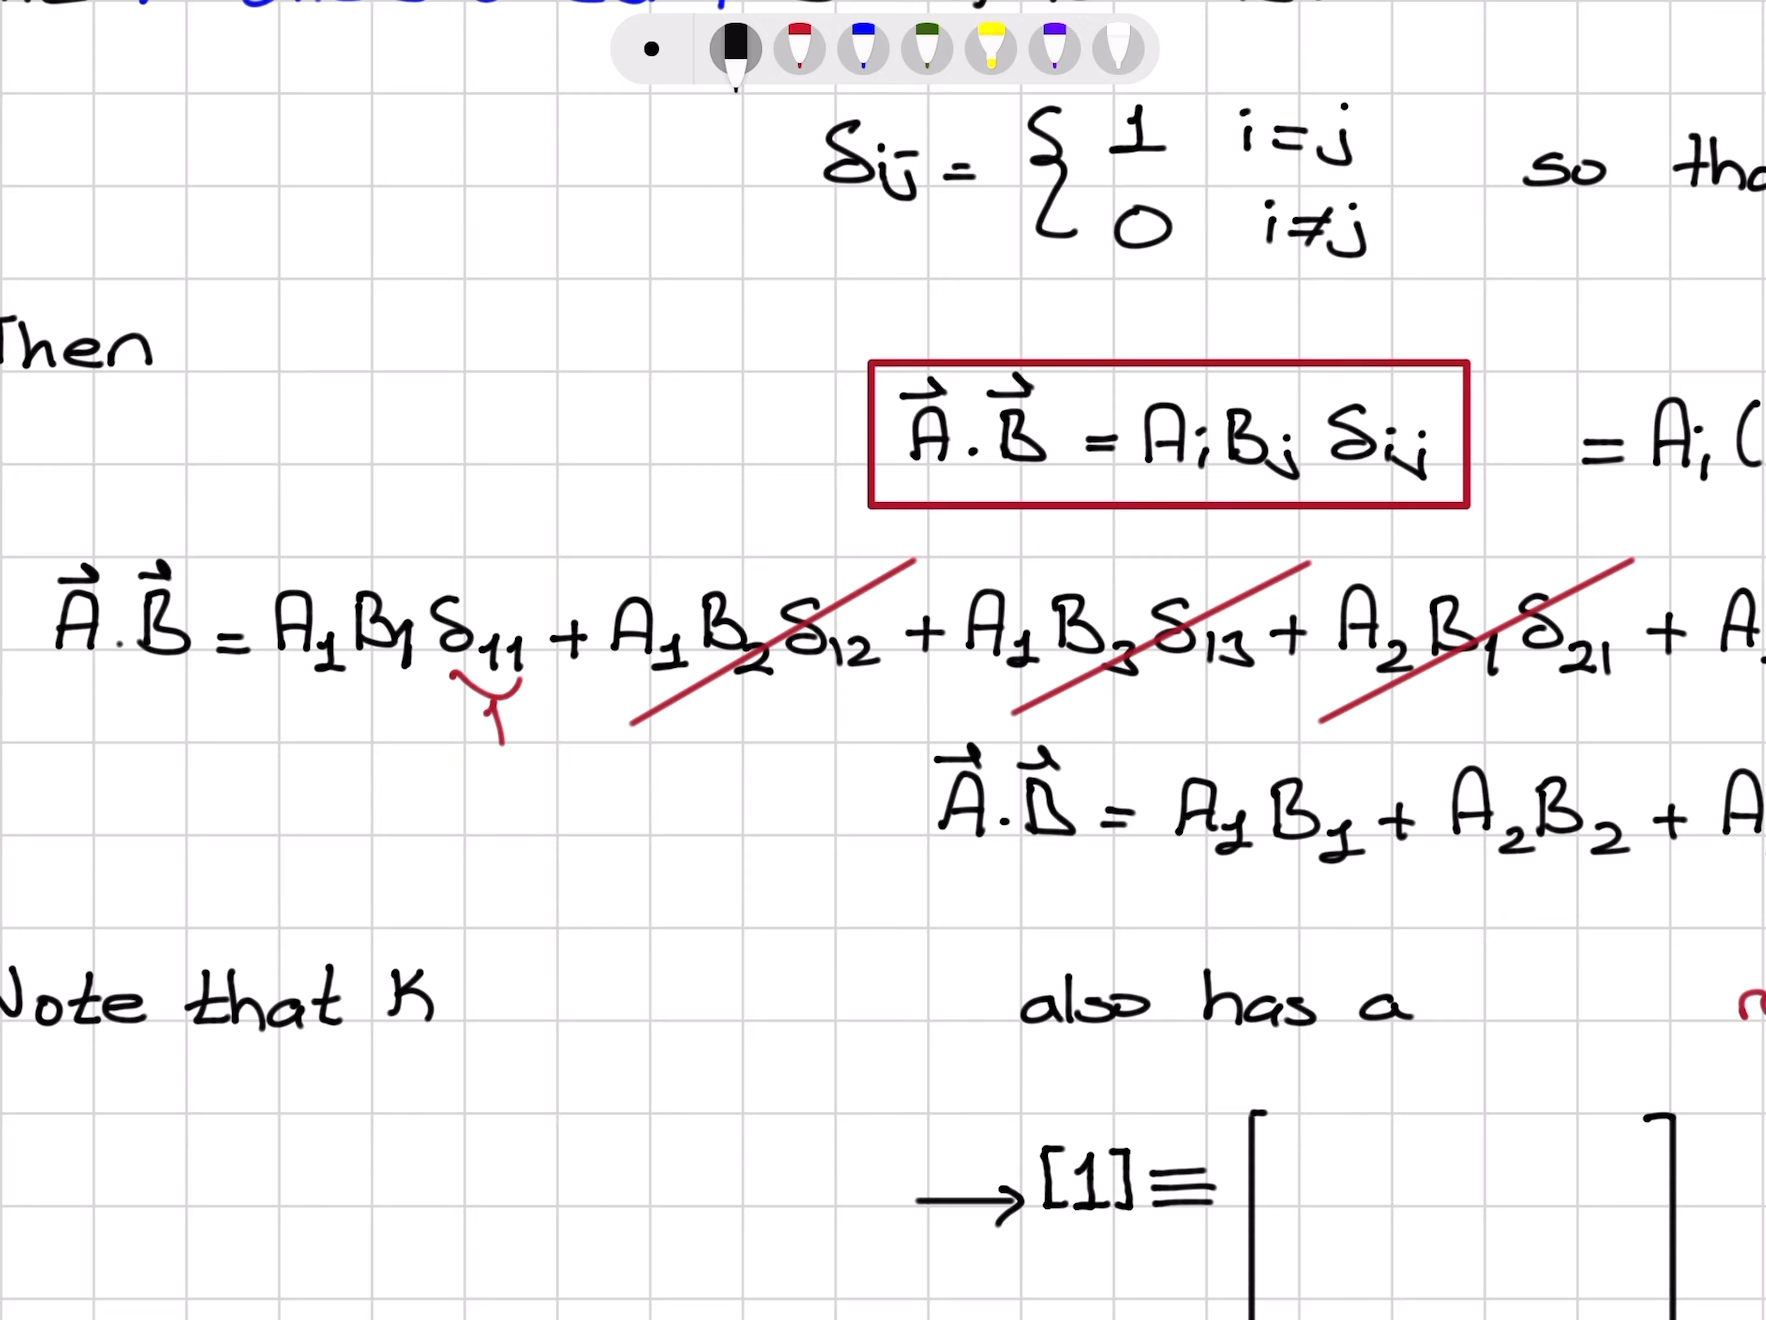 δij = { 1 i=j
0 i≠j
so
Then
A⃗.B⃗ = AiBj δij = Ai (
A⃗.B⃗ = A1B1δ11 + A1B2δ12 + A1B3δ13 + A2B1δ21 + A
1
A⃗.B⃗ = A1B1 + A2B2 + A
Note that K also has a
→ [1] ≡ [ ]